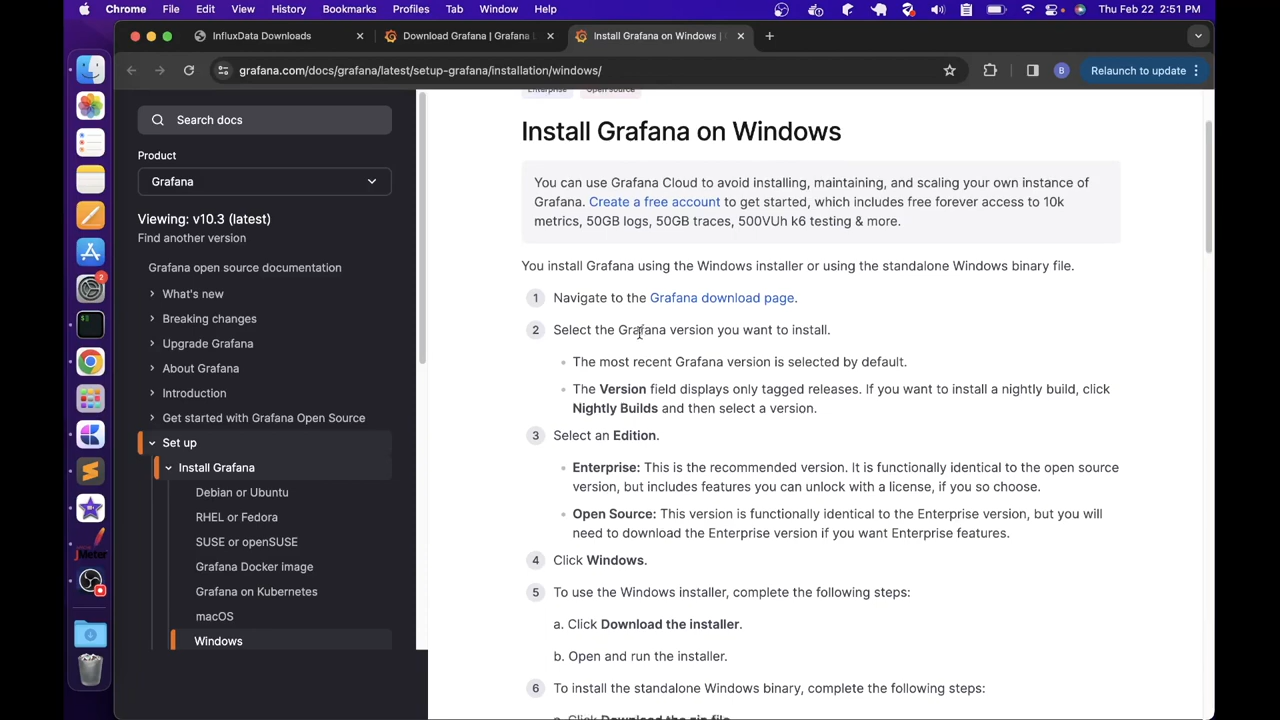 Chrome File Edit View History Bookmarks Profiles Tab Window Help Thu Feb 22 2:51 PM
InfluxData Downloads
Download Grafana | Grafana
Install Grafana on Windows |
grafana.com/docs/grafana/latest/setup-grafana/installation/windows/
B
Relaunch to update
Search docs
Product
Grafana
Viewing: v10.3 (latest)
Find another version
Grafana open source documentation
What's new
Breaking changes
Upgrade Grafana
About Grafana
Introduction
Get started with Grafana Open Source
Set up
Install Grafana
Debian or Ubuntu
RHEL or Fedora
SUSE or openSUSE
Grafana Docker image
Grafana on Kubernetes
macOS
Windows
2
JMeter
Enterprise Open source
Install Grafana on Windows
You can use Grafana Cloud to avoid installing, maintaining, and scaling your own instance of
Grafana. Create a free account to get started, which includes free forever access to 10k
metrics, 50GB logs, 50GB traces, 500VUh k6 testing & more.
You install Grafana using the Windows installer or using the standalone Windows binary file.
1 Navigate to the Grafana download page.
2 Select the Grafana version you want to install.
The most recent Grafana version is selected by default.
The Version field displays only tagged releases. If you want to install a nightly build, click
Nightly Builds and then select a version.
3 Select an Edition.
Enterprise: This is the recommended version. It is functionally identical to the open source
version, but includes features you can unlock with a license, if you so choose.
Open Source: This version is functionally identical to the Enterprise version, but you will
need to download the Enterprise version if you want Enterprise features.
4 Click Windows.
5 To use the Windows installer, complete the following steps:
a. Click Download the installer.
b. Open and run the installer.
6 To install the standalone Windows binary, complete the following steps:
a. Click Download the zip file.